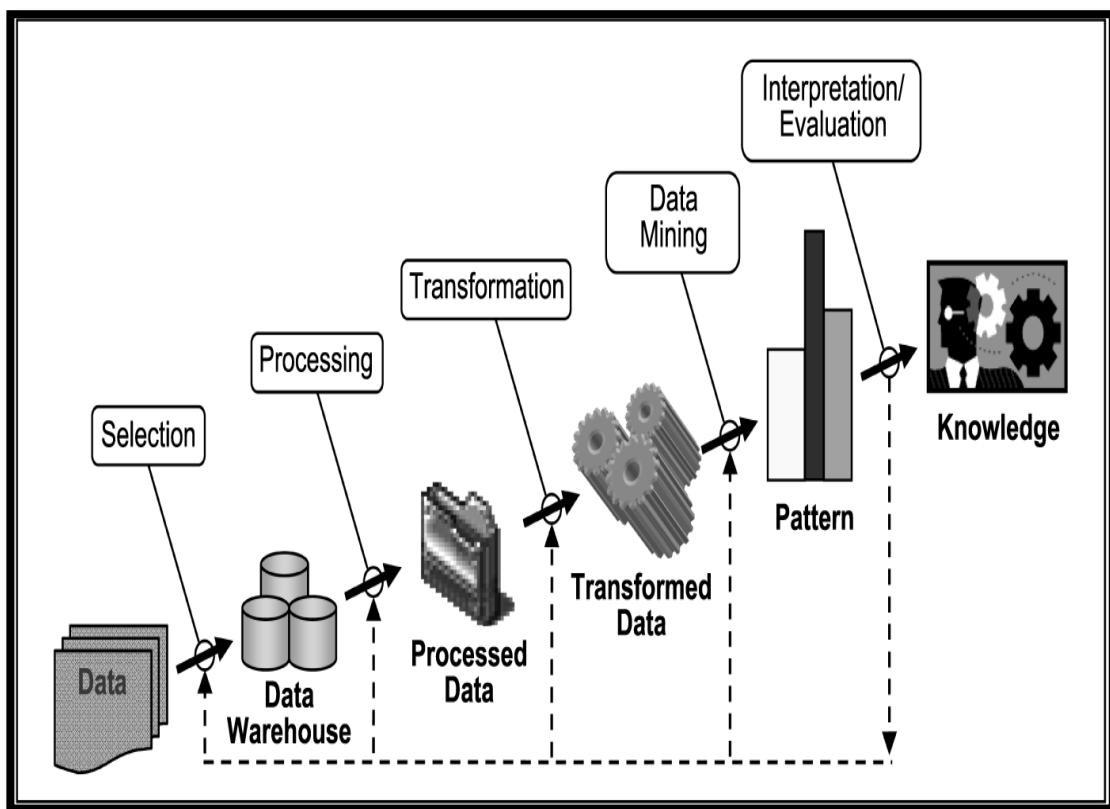 Interpretation/
Evaluation
Data
Mining
Transformation
Processing
Selection
Data
Data
Warehouse
Processed
Data
Transformed
Data
Pattern
Knowledge